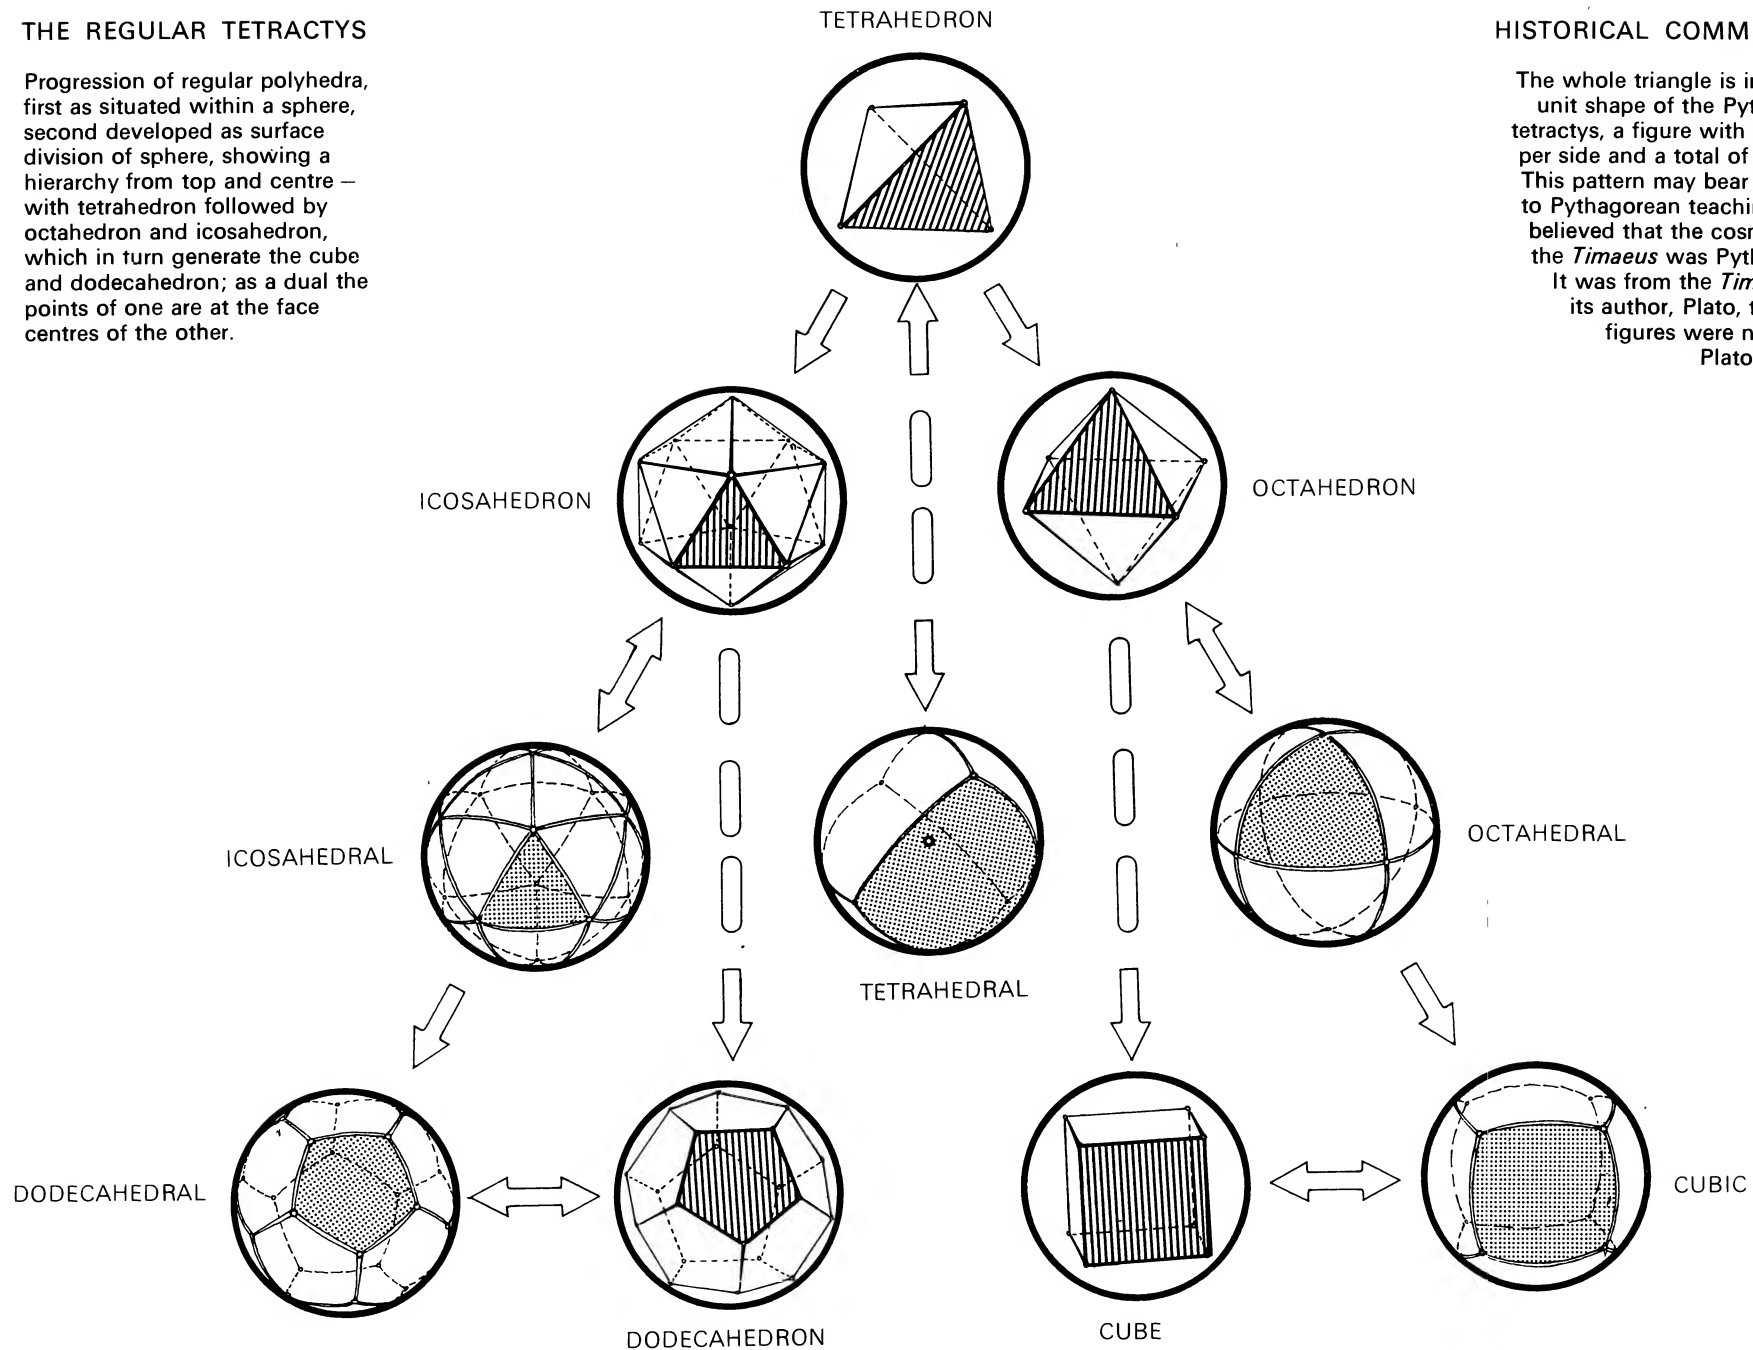 THE REGULAR TETRACTYS
Progression of regular polyhedra,
first as situated within a sphere,
second developed as surface
division of sphere, showing a
hierarchy from top and centre —
with tetrahedron followed by
octahedron and icosahedron,
which in turn generate the cube
and dodecahedron; as a dual the
points of one are at the face
centres of the other.
TETRAHEDRON
HISTORICAL COMM
The whole triangle is in
unit shape of the Pyt
tetractys, a figure with
per side and a total of
This pattern may bear
to Pythagorean teachin
believed that the cosm
the Timaeus was Pyth
It was from the Tim
its author, Plato, t
figures were n
Plato
ICOSAHEDRON
OCTAHEDRON
ICOSAHEDRAL
TETRAHEDRAL
OCTAHEDRAL
DODECAHEDRAL
DODECAHEDRON
CUBE
CUBIC